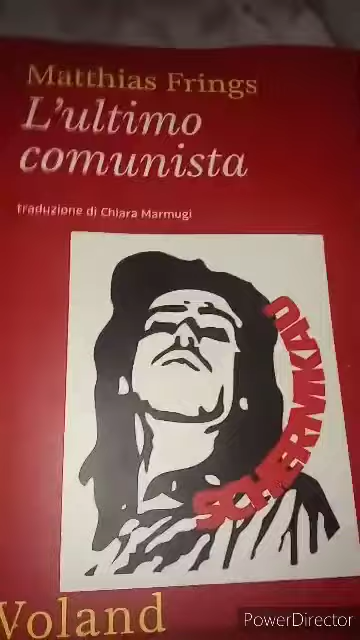 Matthias Frings
L'ultimo
comunista
traduzione di Chiara Marmugi
SCHERNIKAU
Voland
PowerDirector